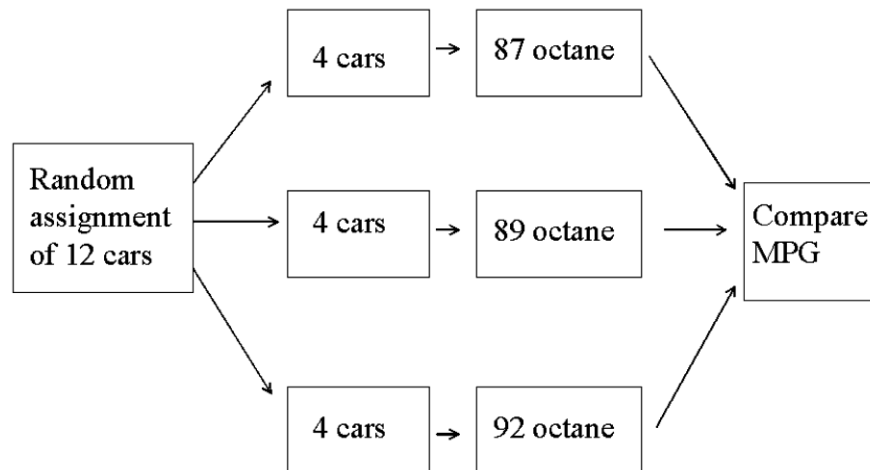 Random
assignment
of 12 cars
4 cars
87 octane
4 cars
89 octane
4 cars
92 octane
Compare
MPG